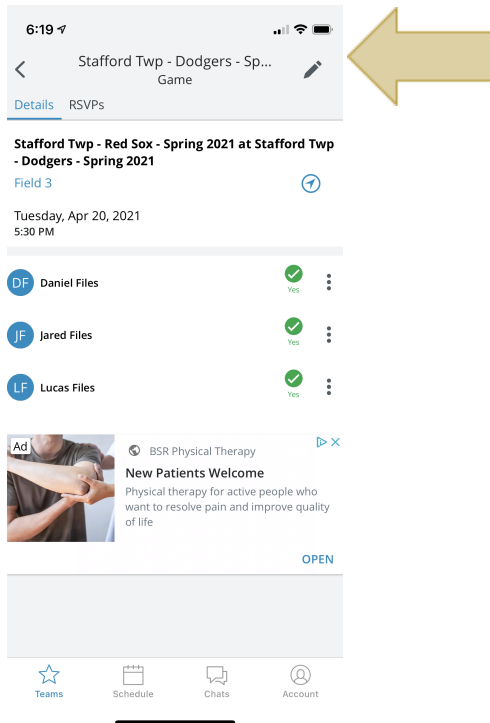 6:19
Stafford Twp - Dodgers - Sp...
Game
Details RSVPs
Stafford Twp - Red Sox - Spring 2021 at Stafford Twp
- Dodgers - Spring 2021
Field 3
Tuesday, Apr 20, 2021
5:30 PM
DF Daniel Files
Yes
JF Jared Files
Yes
LF Lucas Files
Yes
Ad
BSR Physical Therapy
New Patients Welcome
Physical therapy for active people who
want to resolve pain and improve quality
of life
OPEN
Teams Schedule Chats Account